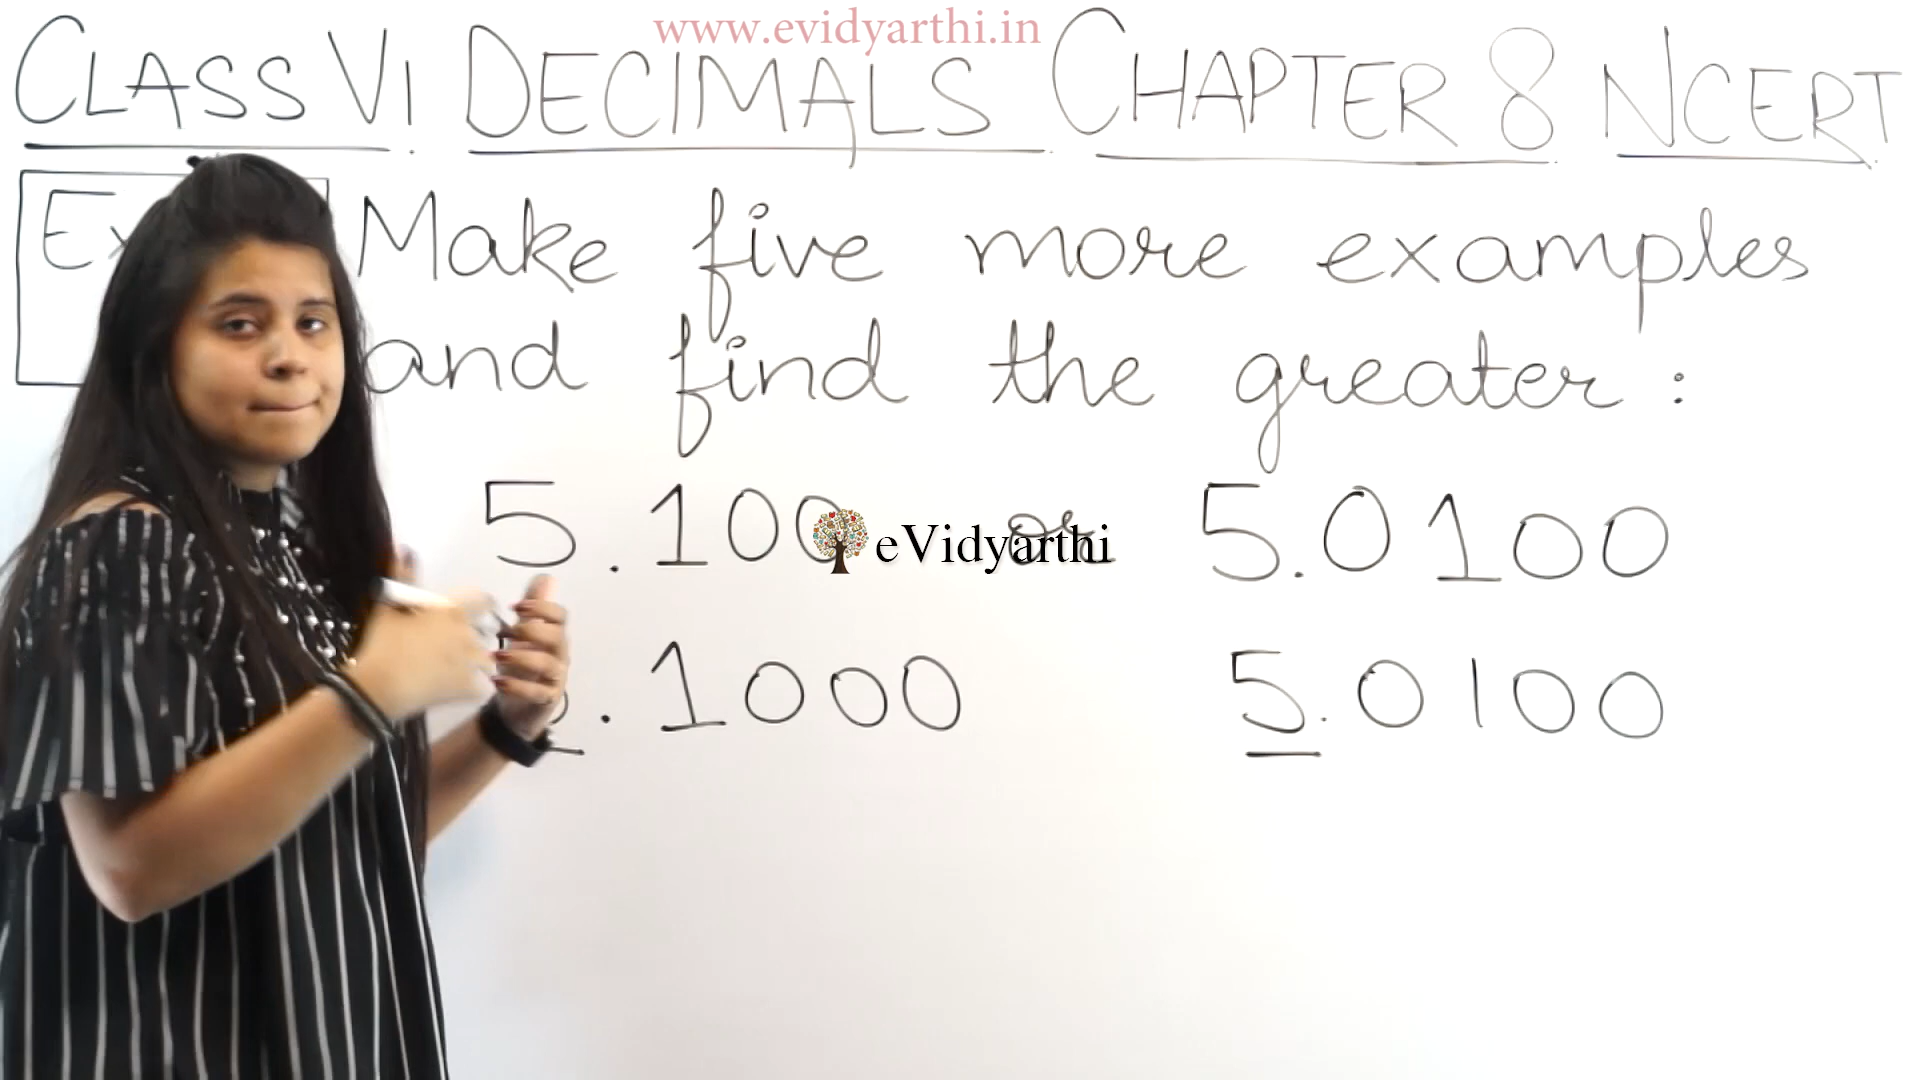 www.evidyarthi.in
CLASS VI DECIMALS CHAPTER 8 NCERT
Ex Make five more examples
and find the greater :
5.100 or 5.0100
eVidyarthi
.1000 5.0100